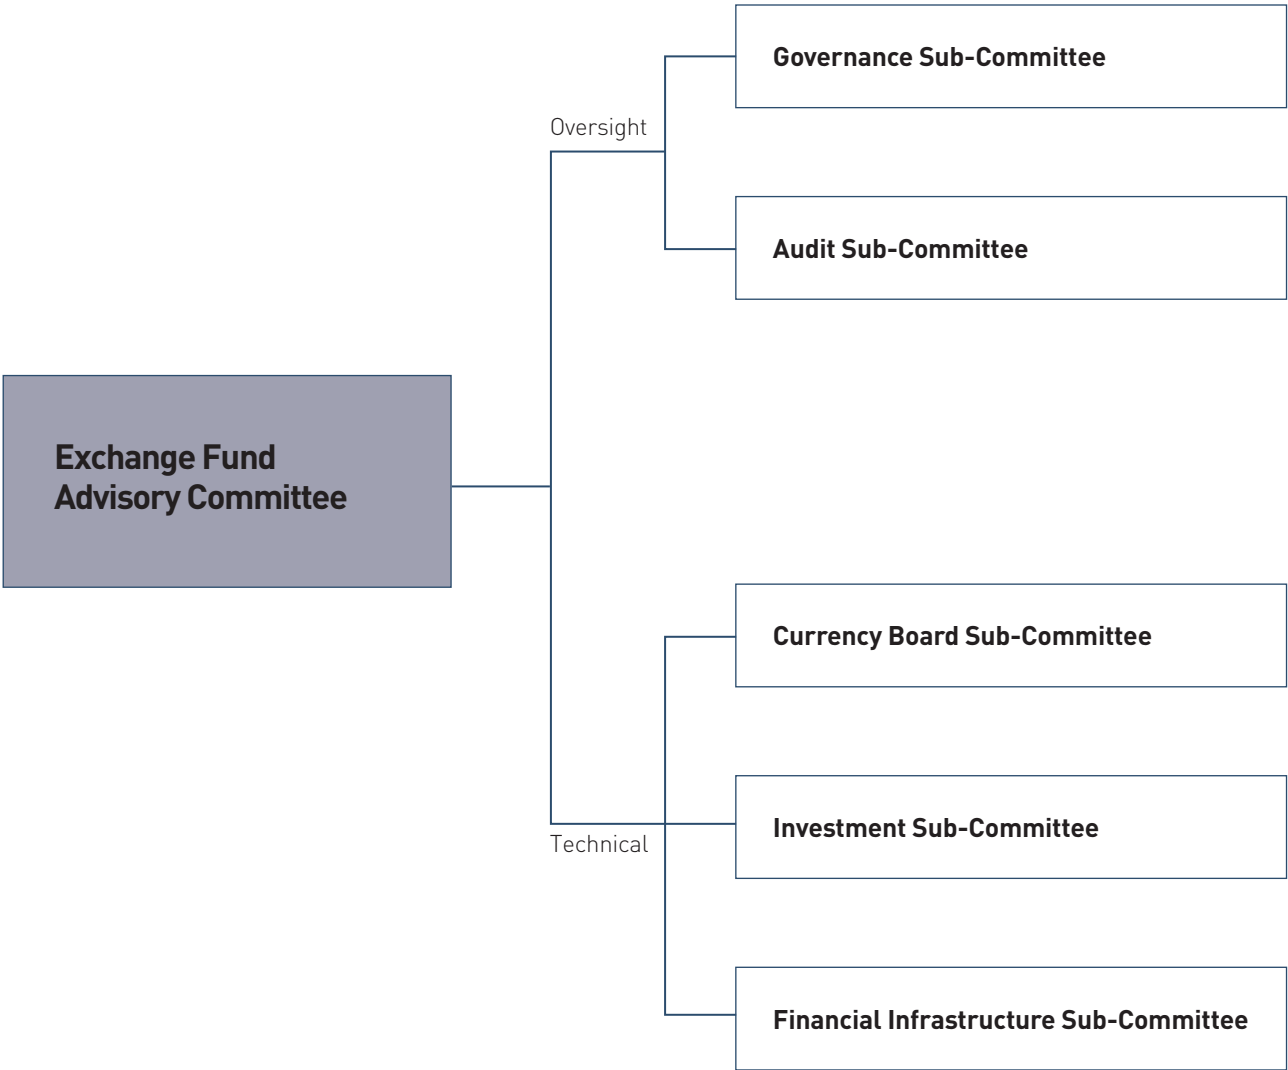 Governance Sub-Committee
Oversight
Audit Sub-Committee
Exchange Fund
Advisory Committee
Currency Board Sub-Committee
Investment Sub-Committee
Technical
Financial Infrastructure Sub-Committee